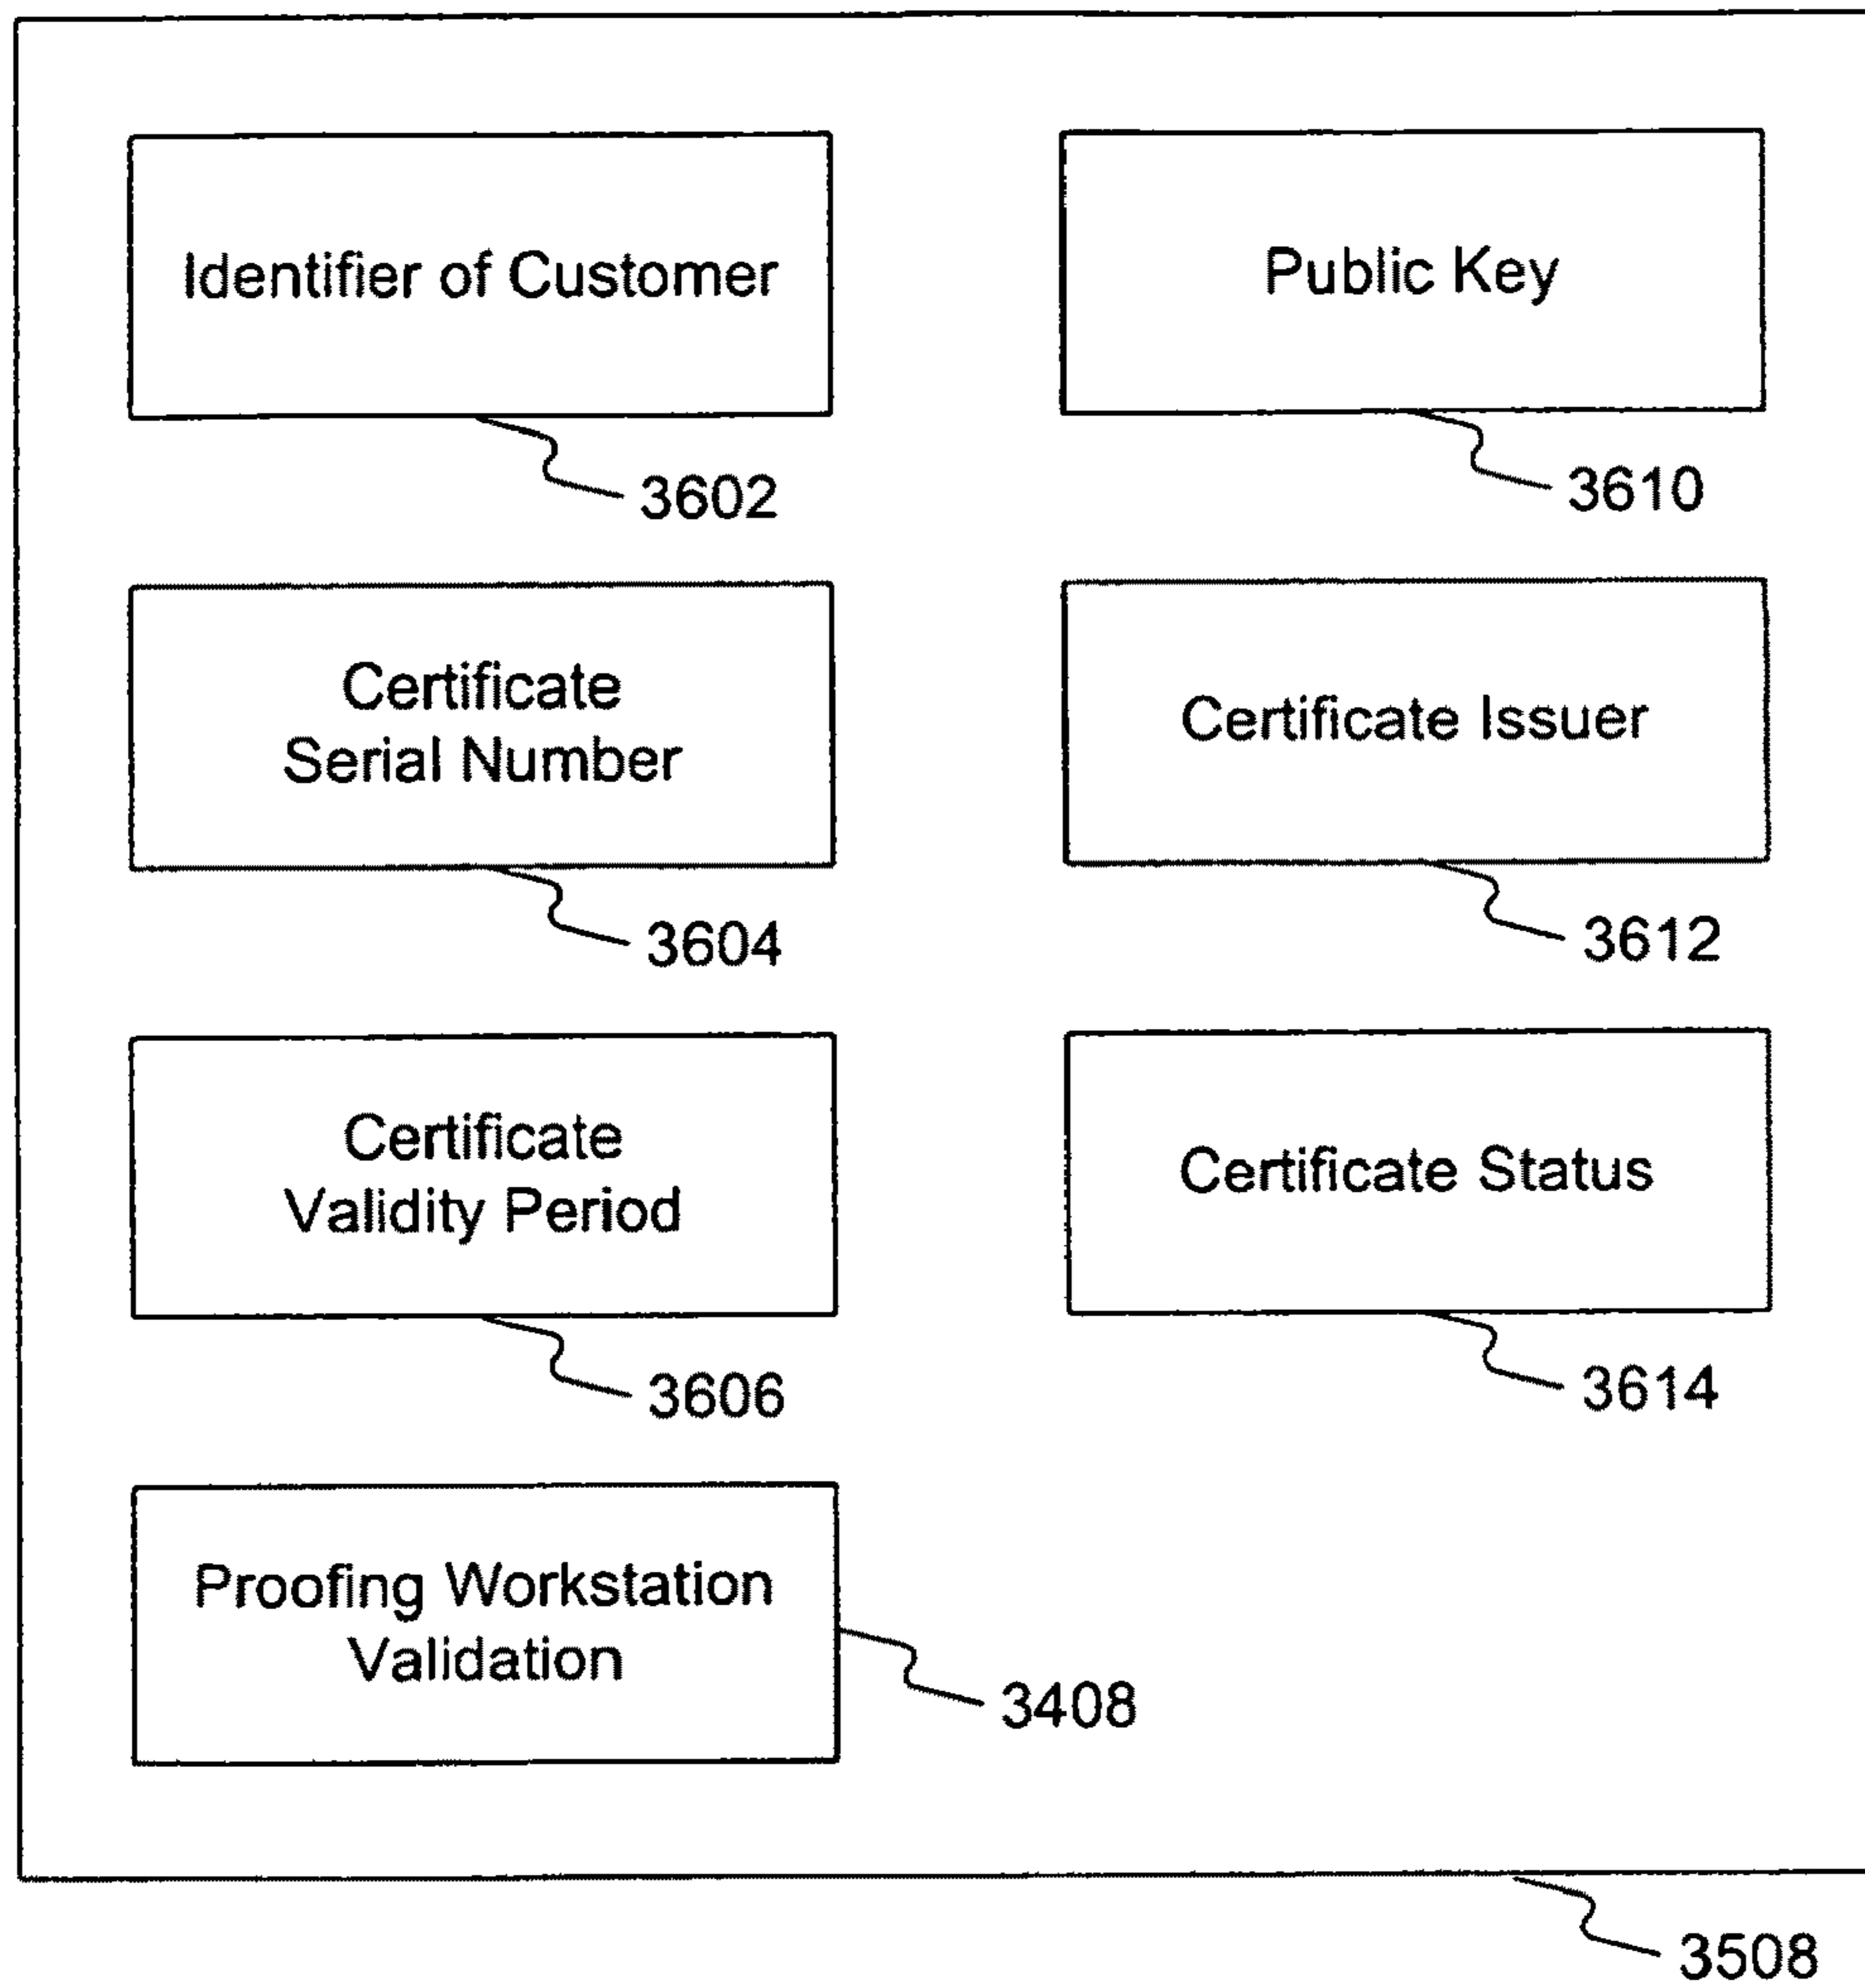 Identifier of Customer
3602
Public Key
3610
Certificate
Serial Number
3604
Certificate Issuer
3612
Certificate
Validity Period
3606
Certificate Status
3614
Proofing Workstation
Validation
3408
3508